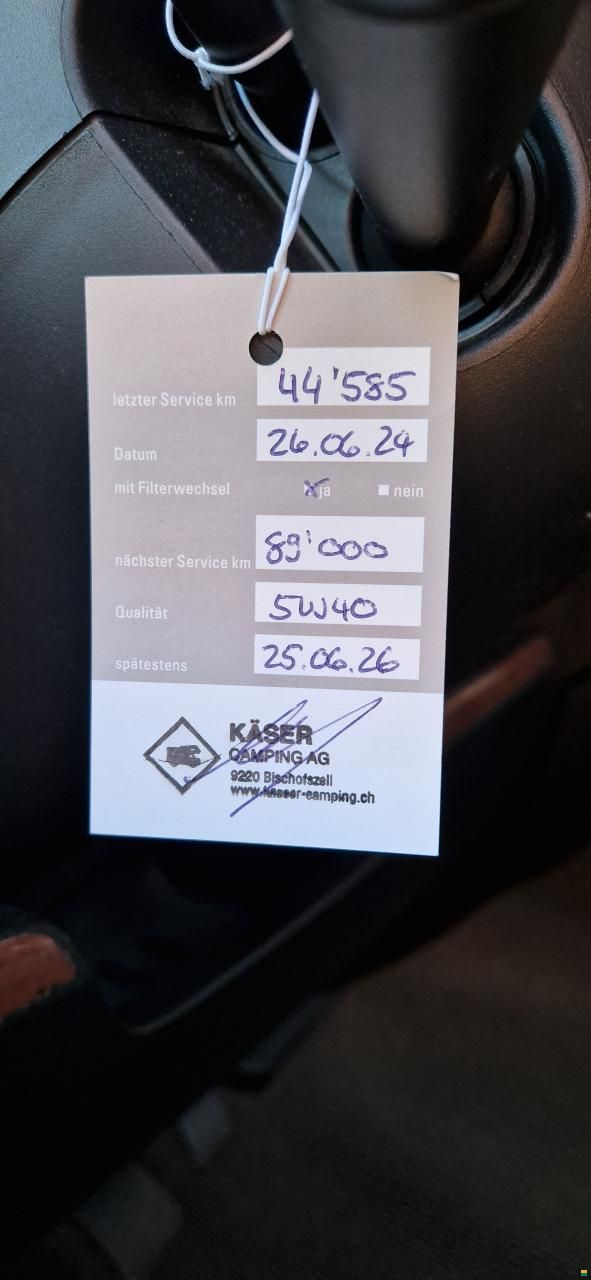 letzter Service km 44'585
Datum 26.06.24
mit Filterwechsel ja nein
nächster Service km 89'000
Qualität 5W40
spätestens 25.06.26
KÄSER
CAMPING AG
9220 Bischofszell
www.kaeser-camping.ch